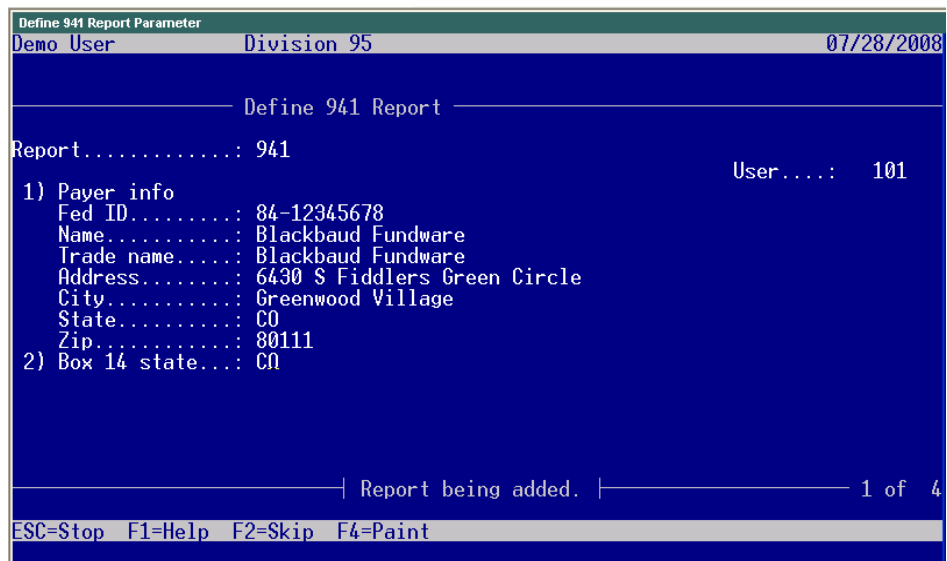 Define 941 Report Parameter
Demo User Division 95 07/28/2008
Define 941 Report
Report.............: 941
User....: 101
1) Payer info
Fed ID.........: 84-12345678
Name...........: Blackbaud Fundware
Trade name.....: Blackbaud Fundware
Address........: 6430 S Fiddlers Green Circle
City...........: Greenwood Village
State..........: CO
Zip............: 80111
2) Box 14 state...: CO
Report being added. 1 of 4
ESC=Stop F1=Help F2=Skip F4=Paint